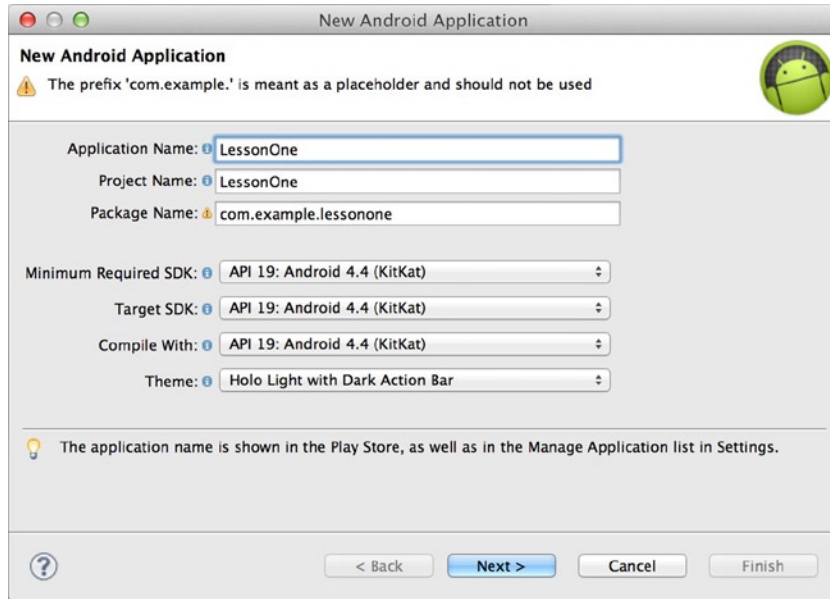 New Android Application
New Android Application
The prefix 'com.example.' is meant as a placeholder and should not be used
Application Name: LessonOne
Project Name: LessonOne
Package Name: com.example.lessonone
Minimum Required SDK: API 19: Android 4.4 (KitKat)
Target SDK: API 19: Android 4.4 (KitKat)
Compile With: API 19: Android 4.4 (KitKat)
Theme: Holo Light with Dark Action Bar
The application name is shown in the Play Store, as well as in the Manage Application list in Settings.
? < Back Next > Cancel Finish